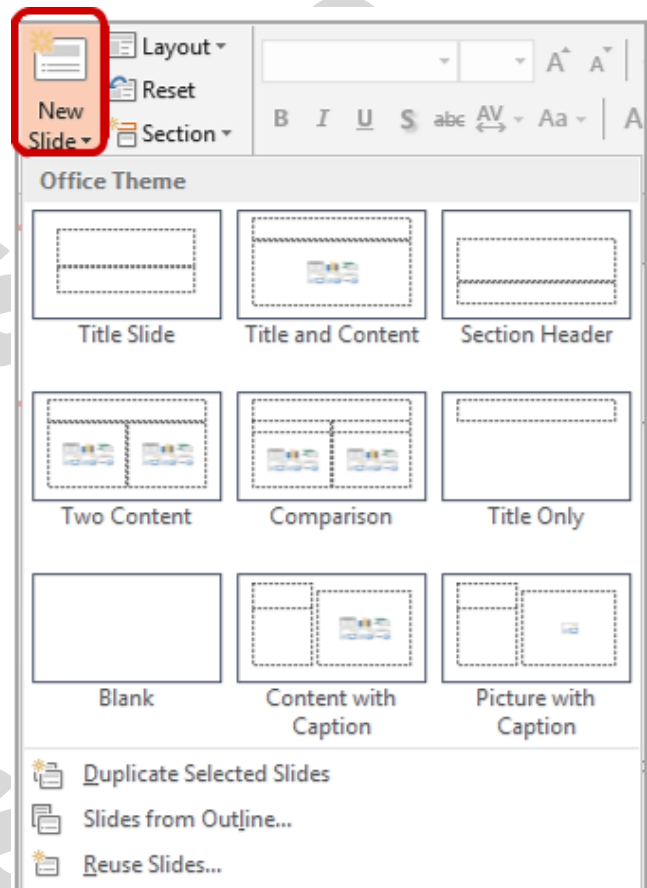 New
Slide
Layout
Reset
Section
B I U S abc AV Aa A
A A
Office Theme
Title Slide
Title and Content
Section Header
Two Content
Comparison
Title Only
Blank
Content with
Caption
Picture with
Caption
Duplicate Selected Slides
Slides from Outline...
Reuse Slides...